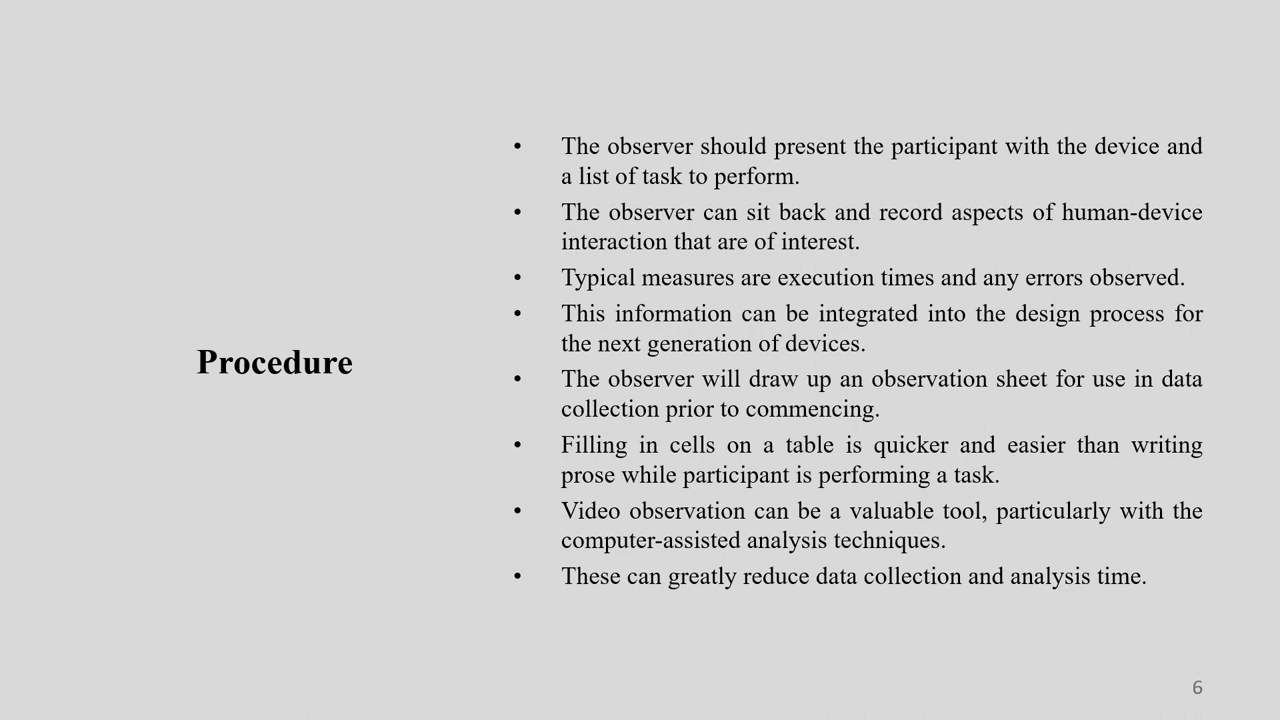 Procedure
• The observer should present the participant with the device and
a list of task to perform.
• The observer can sit back and record aspects of human-device
interaction that are of interest.
• Typical measures are execution times and any errors observed.
• This information can be integrated into the design process for
the next generation of devices.
• The observer will draw up an observation sheet for use in data
collection prior to commencing.
• Filling in cells on a table is quicker and easier than writing
prose while participant is performing a task.
• Video observation can be a valuable tool, particularly with the
computer-assisted analysis techniques.
• These can greatly reduce data collection and analysis time.
6